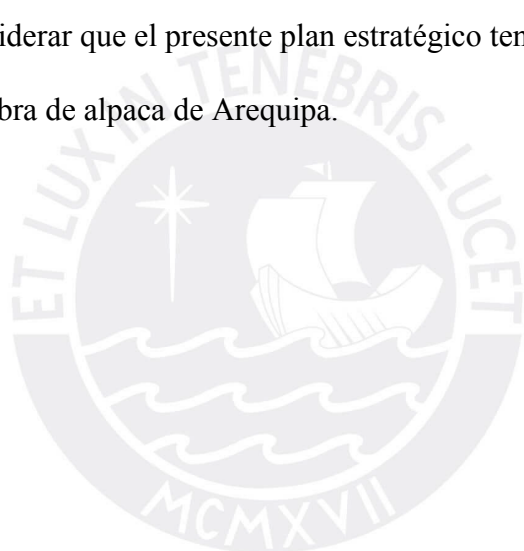 iderar que el presente plan estratégico ten
bra de alpaca de Arequipa.
ET LUX IN TENEBRIS LUCET
MCMXVII